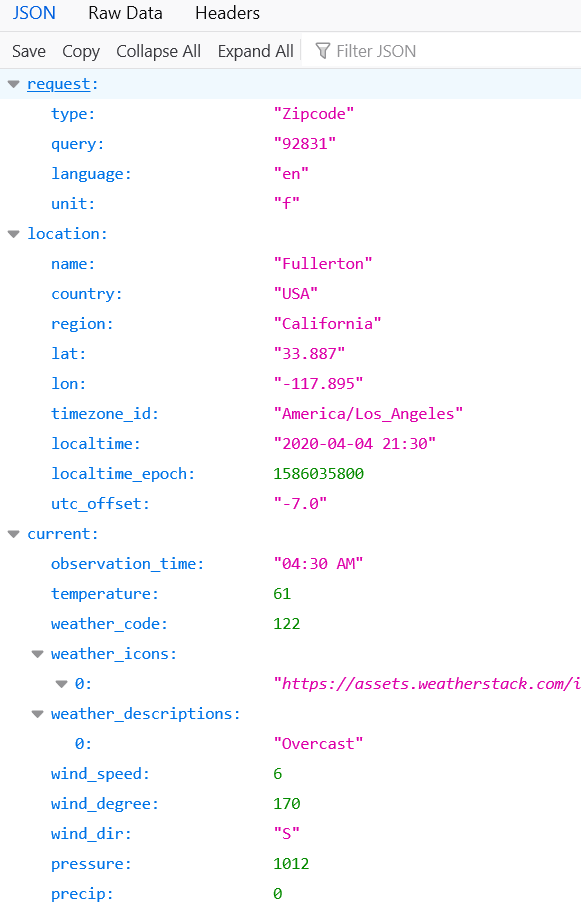 JSON Raw Data Headers
Save Copy Collapse All Expand All Filter JSON
request:
type: "Zipcode"
query: "92831"
language: "en"
unit: "f"
location:
name: "Fullerton"
country: "USA"
region: "California"
lat: "33.887"
lon: "-117.895"
timezone_id: "America/Los_Angeles"
localtime: "2020-04-04 21:30"
localtime_epoch: 1586035800
utc_offset: "-7.0"
current:
observation_time: "04:30 AM"
temperature: 61
weather_code: 122
weather_icons:
0: "https://assets.weatherstack.com/i
weather_descriptions:
0: "Overcast"
wind_speed: 6
wind_degree: 170
wind_dir: "S"
pressure: 1012
precip: 0